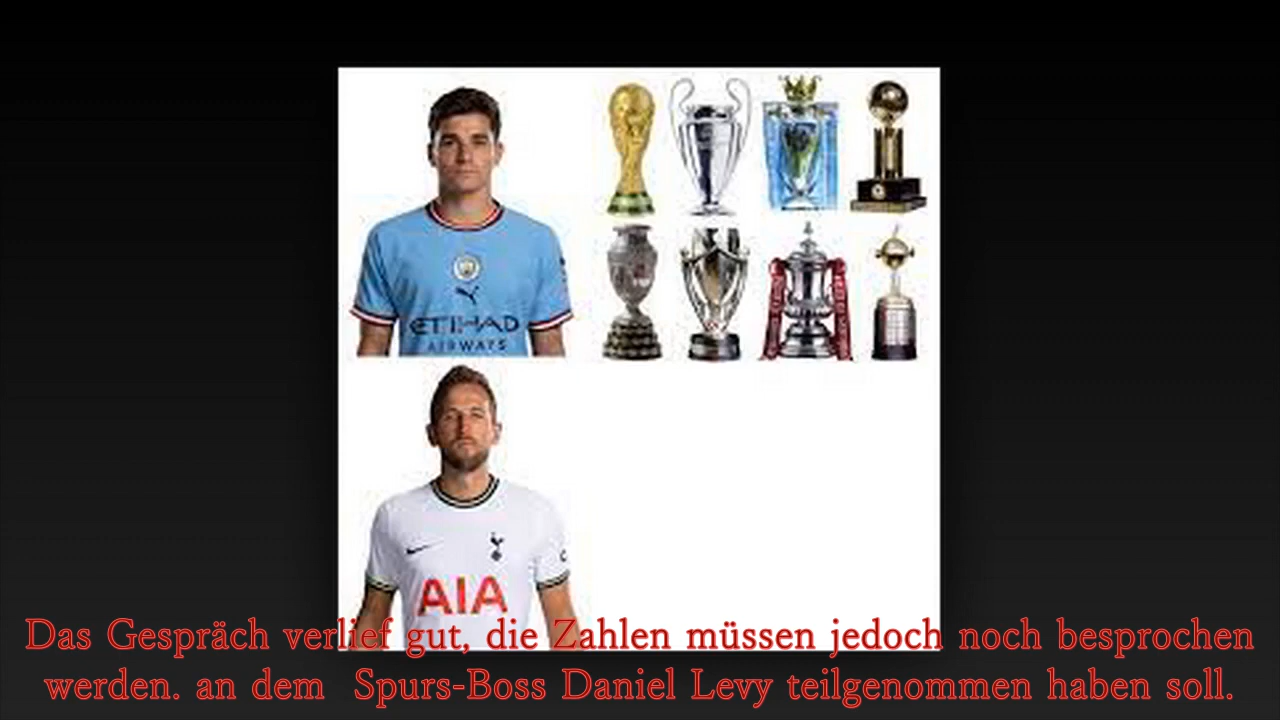 ETIHAD
AIRWAYS
AIA
Das Gespräch verlief gut, die Zahlen müssen jedoch noch besprochen
werden. an dem  Spurs-Boss Daniel Levy teilgenommen haben soll.